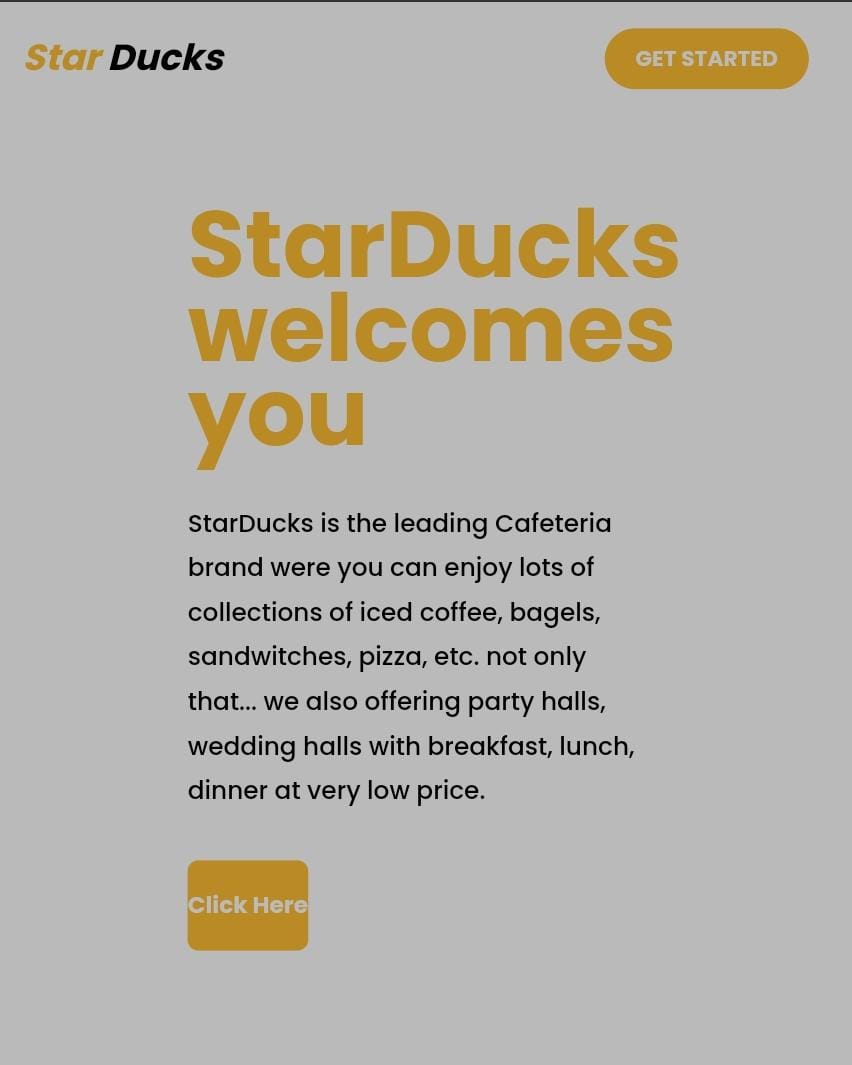 Star Ducks
GET STARTED
StarDucks
welcomes
you
StarDucks is the leading Cafeteria
brand were you can enjoy lots of
collections of iced coffee, bagels,
sandwitches, pizza, etc. not only
that... we also offering party halls,
wedding halls with breakfast, lunch,
dinner at very low price.
Click Here